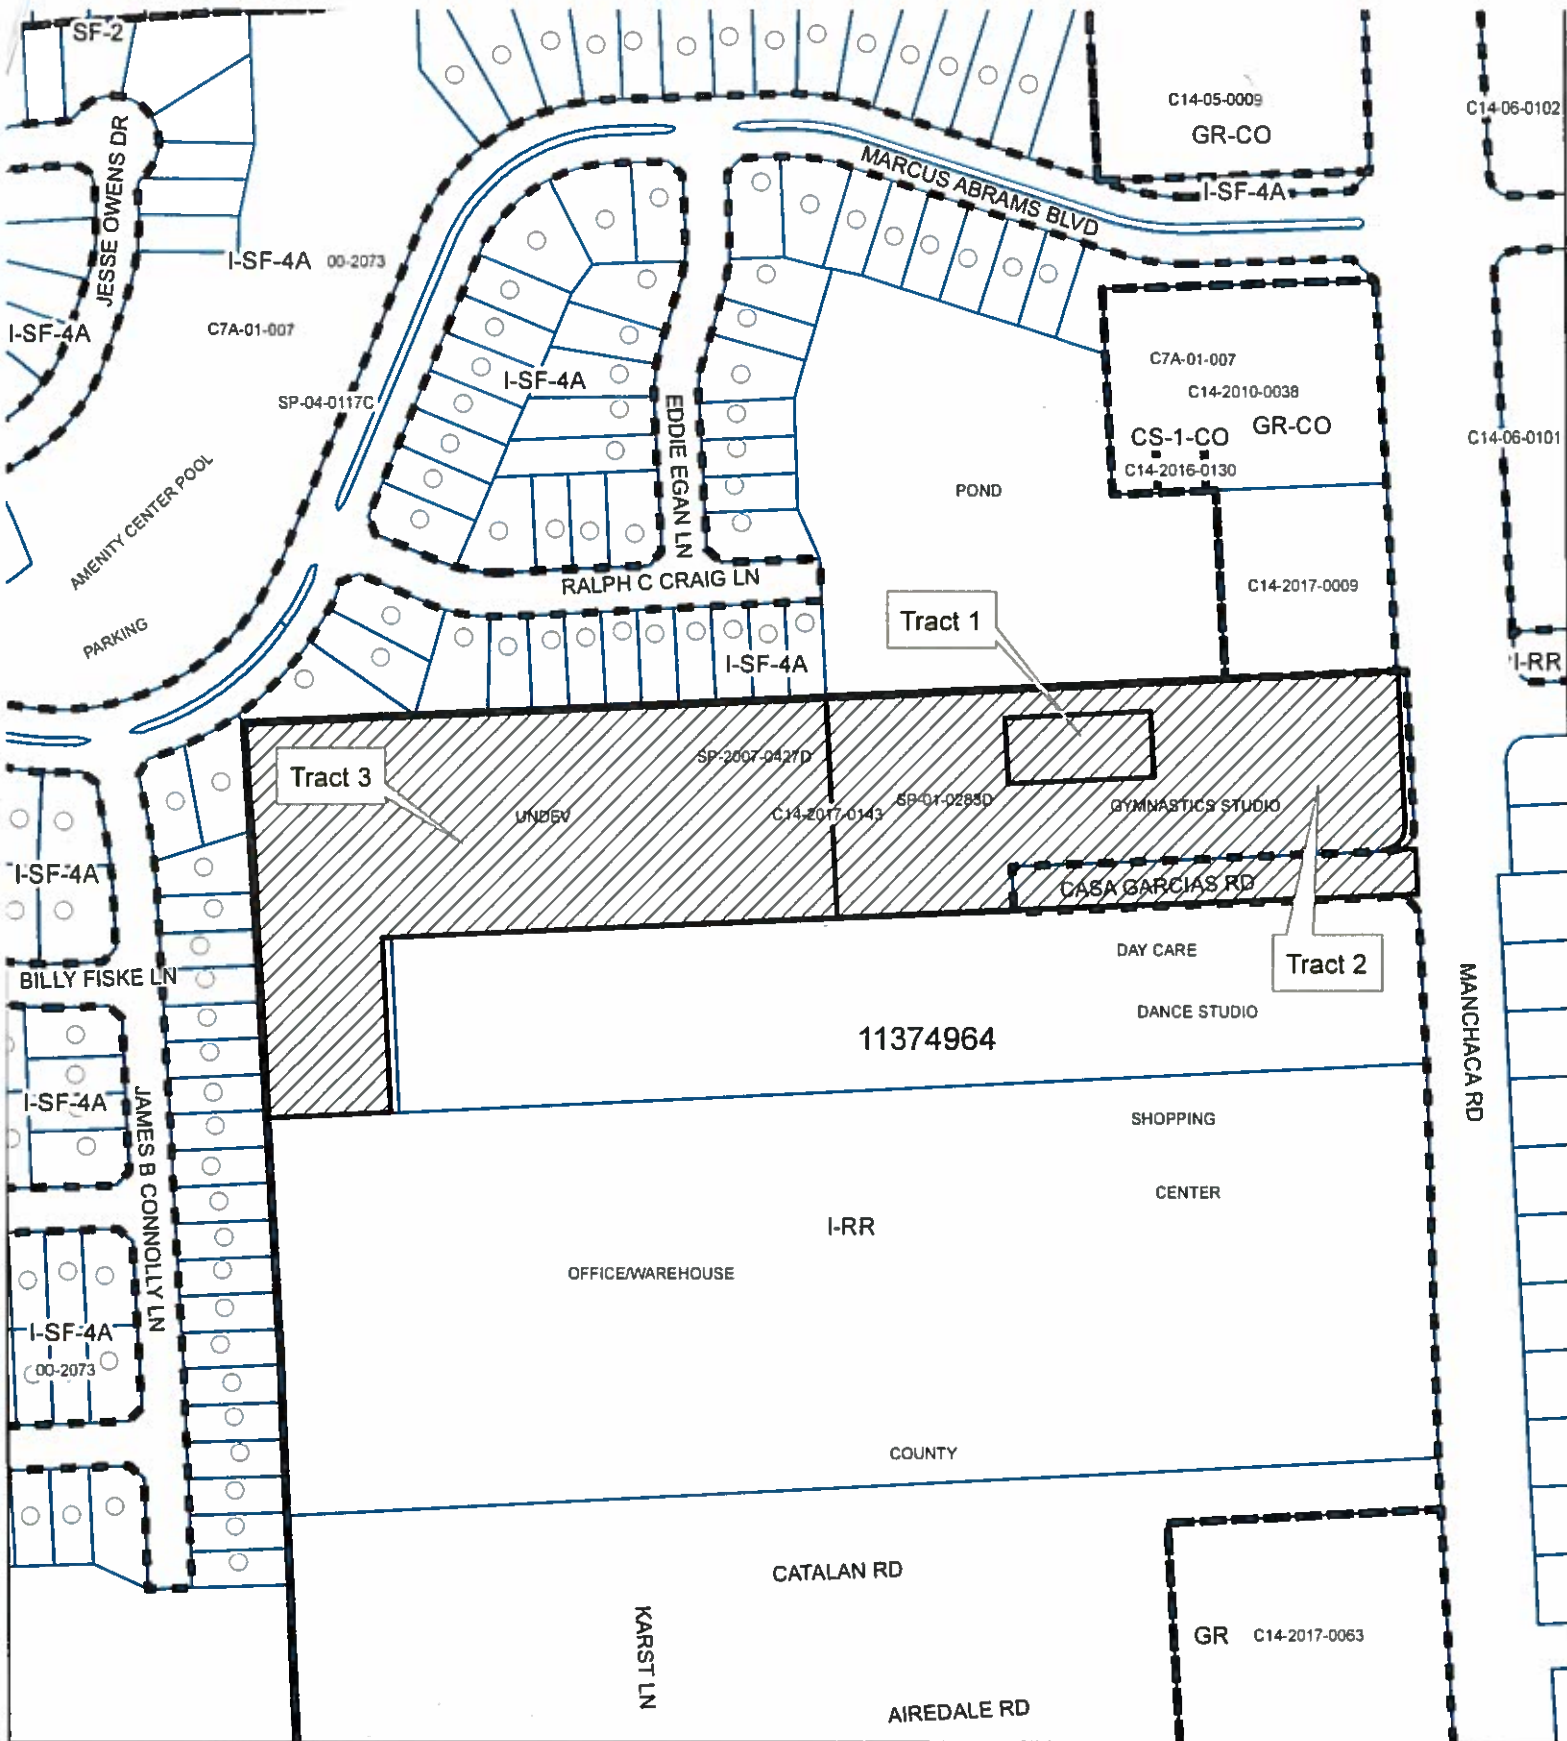 SF-2
C14-05-0009
C14-06-0102
GR-CO
JESSE OWENS DR
MARCUS ABRAMS BLVD
I-SF-4A
I-SF-4A 00-2073
I-SF-4A
C7A-01-007
C7A-01-007
C14-2010-0038
I-SF-4A
SP-04-0117C
CS-1-CO GR-CO
C14-06-0101
C14-2016-0130
EDDIE EGAN LN
POND
AMENITY CENTER POOL
RALPH C CRAIG LN
C14-2017-0009
Tract 1
PARKING
I-SF-4A
I-RR
SP-2007-0427D
Tract 3
SP-01-0283D
GYMNASTICS STUDIO
UNDEV
C14-2017-0143
I-SF-4A
CASA GARCIAS RD
DAY CARE
Tract 2
BILLY FISKE LN
DANCE STUDIO
MANCHACA RD
11374964
I-SF-4A
JAMES B CONNOLLY LN
SHOPPING
CENTER
I-RR
OFFICE/WAREHOUSE
I-SF-4A
00-2073
COUNTY
CATALAN RD
KARST LN
GR C14-2017-0063
AIREDALE RD